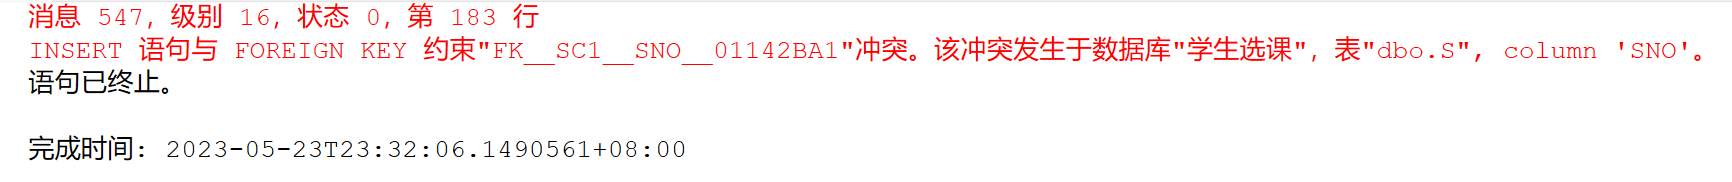 消息 547，级别 16，状态 0，第 183 行
INSERT 语句与 FOREIGN KEY 约束"FK__SC1__SNO__01142BA1"冲突。该冲突发生于数据库"学生选课"，表"dbo.S", column 'SNO'。
语句已终止。
完成时间: 2023-05-23T23:32:06.1490561+08:00